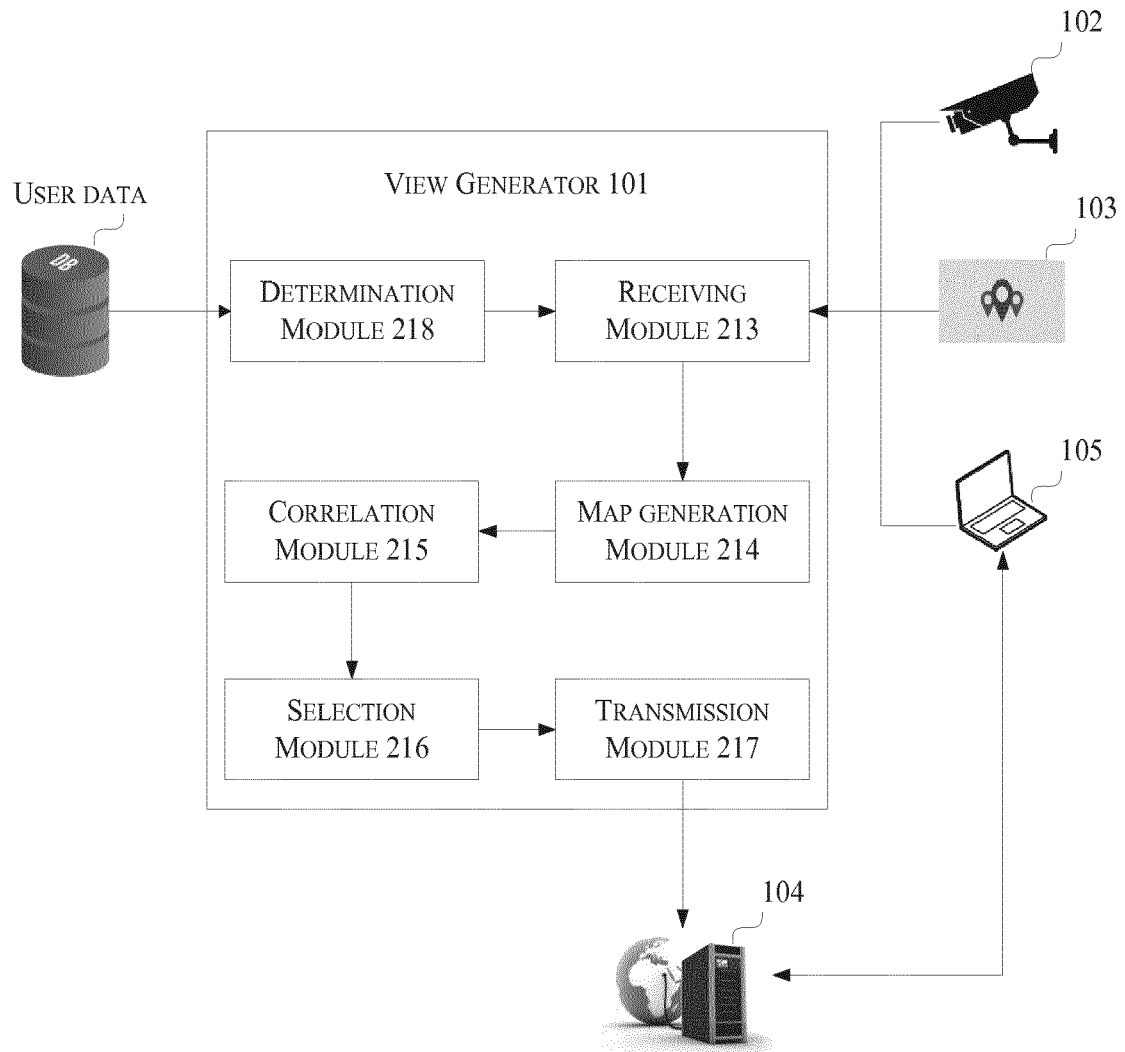 102
USER DATA
VIEW GENERATOR 101
103
DB
DETERMINATION
MODULE 218
RECEIVING
MODULE 213
105
CORRELATION
MODULE 215
MAP GENERATION
MODULE 214
SELECTION
MODULE 216
TRANSMISSION
MODULE 217
104